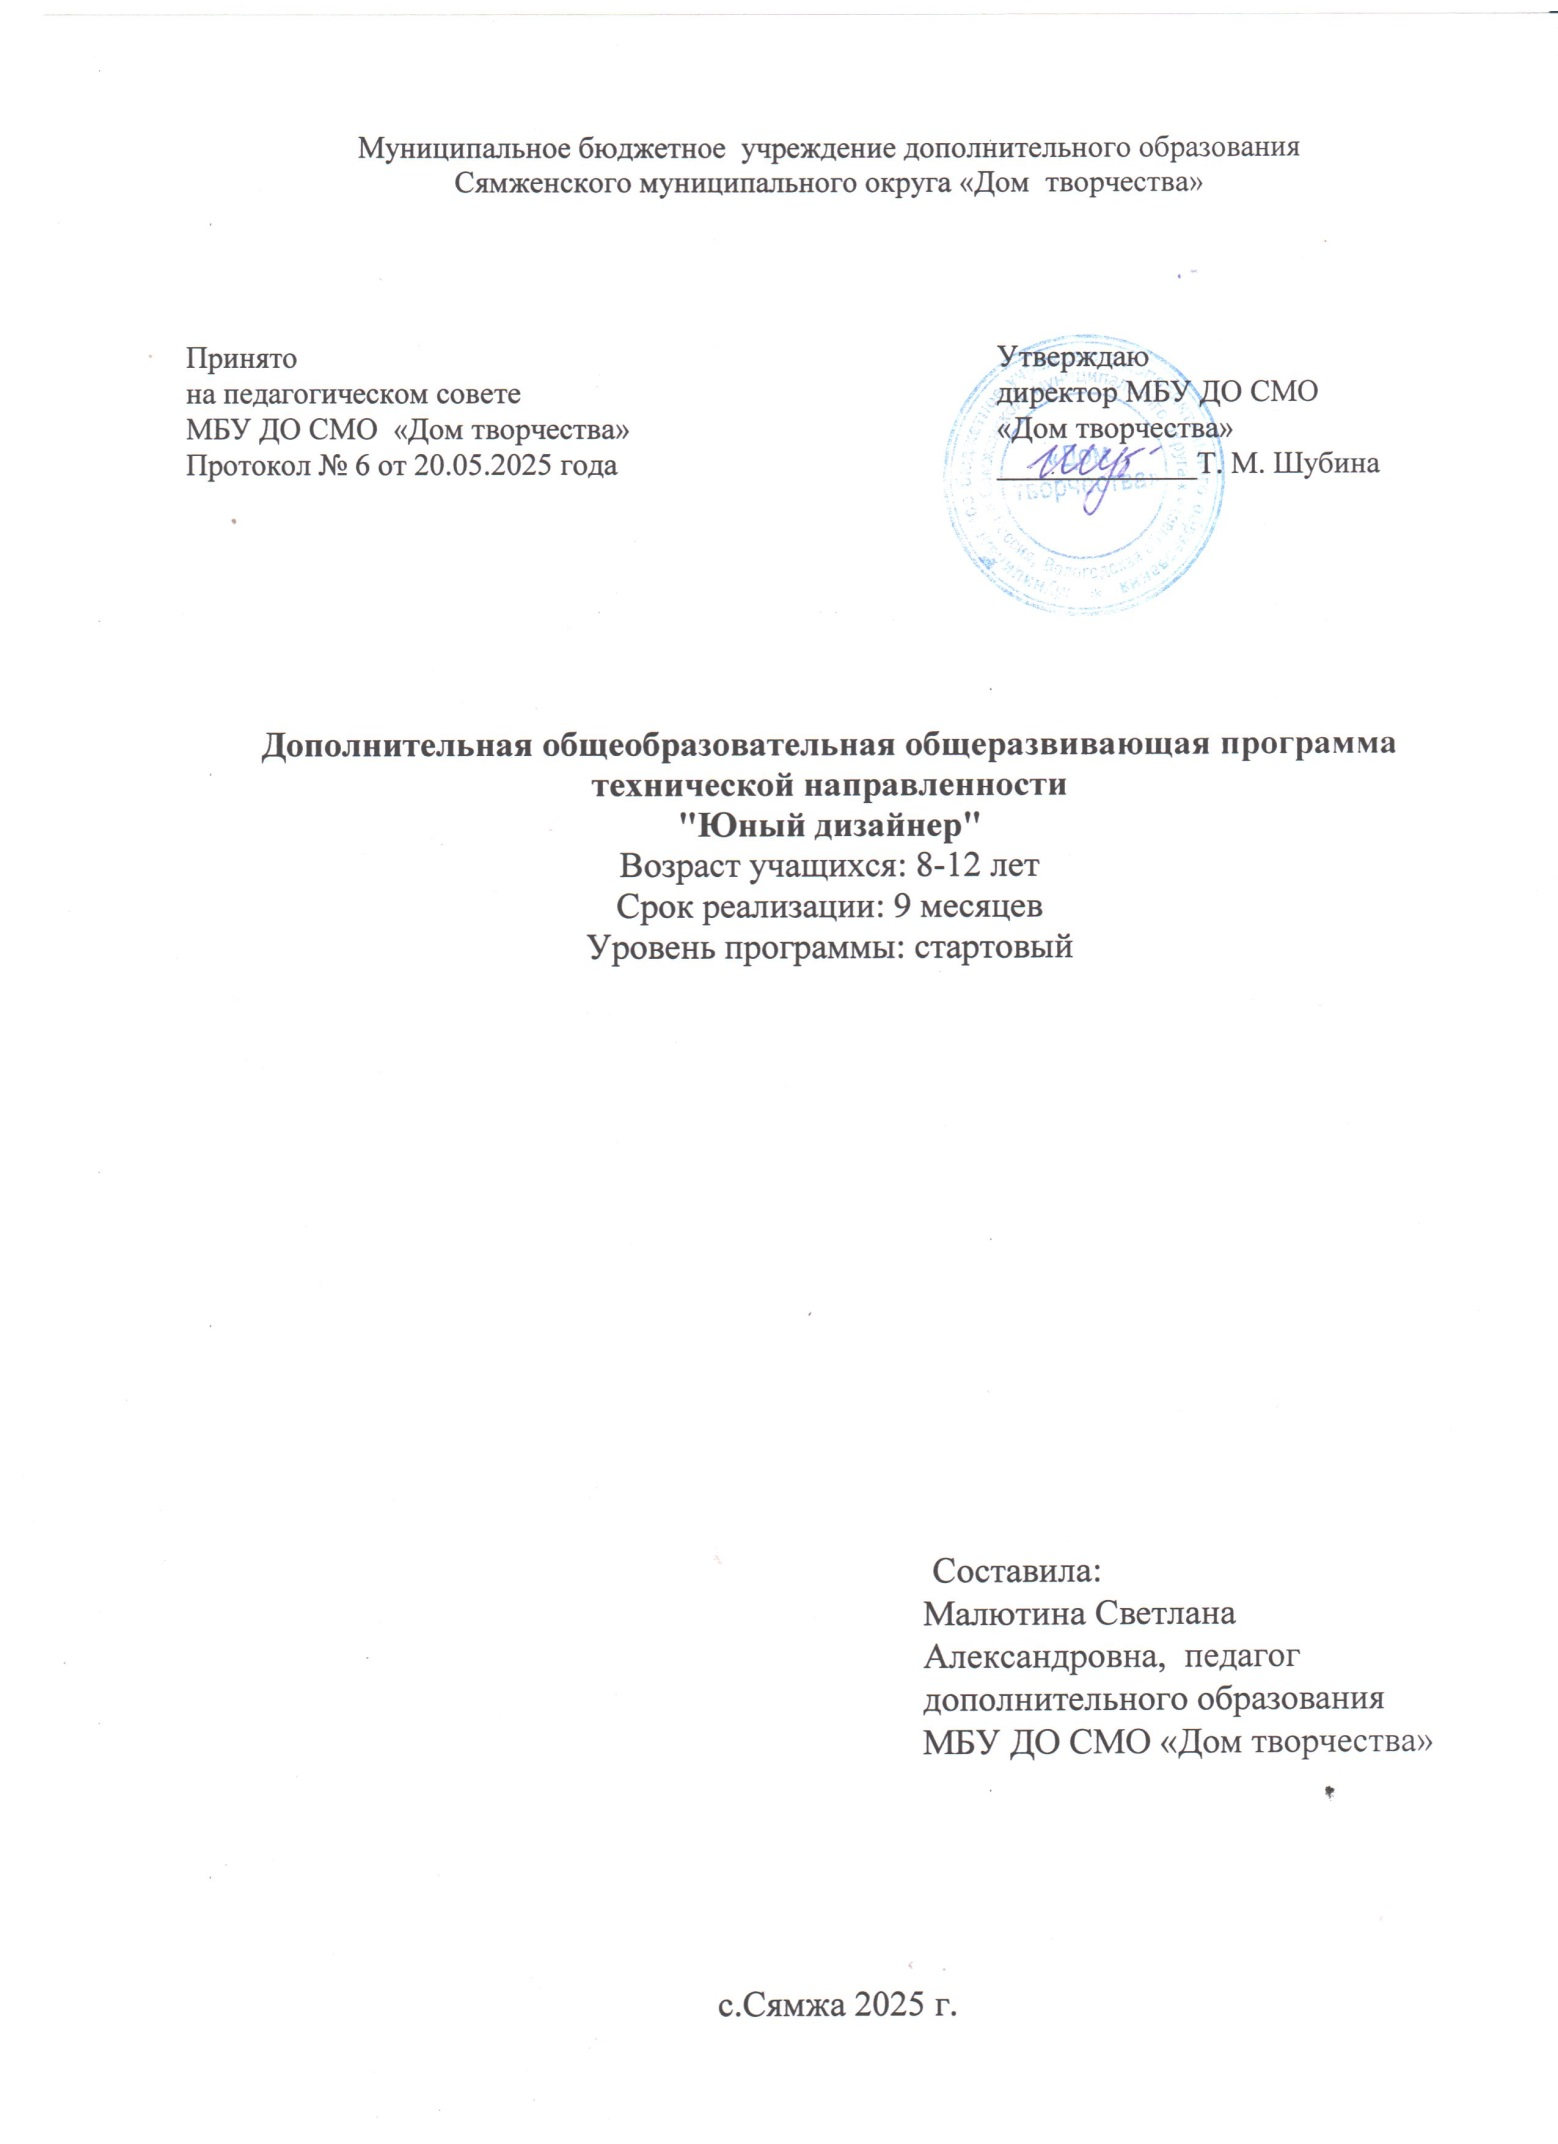 Муниципальное бюджетное учреждение дополнительного образования
Сямженского муниципального округа «Дом творчества»
Принято
на педагогическом совете
МБУ ДО СМО «Дом творчества»
Протокол № 6 от 20.05.2025 года
Утверждаю
директор МБУ ДО СМО
«Дом творчества»
Т. М. Шубина
«Дом
творчества»
Дополнительная общеобразовательная общеразвивающая программа
технической направленности
"Юный дизайнер"
Возраст учащихся: 8-12 лет
Срок реализации: 9 месяцев
Уровень программы: стартовый
Составила:
Малютина Светлана
Александровна, педагог
дополнительного образования
МБУ ДО СМО «Дом творчества»
с.Сямжа 2025 г.